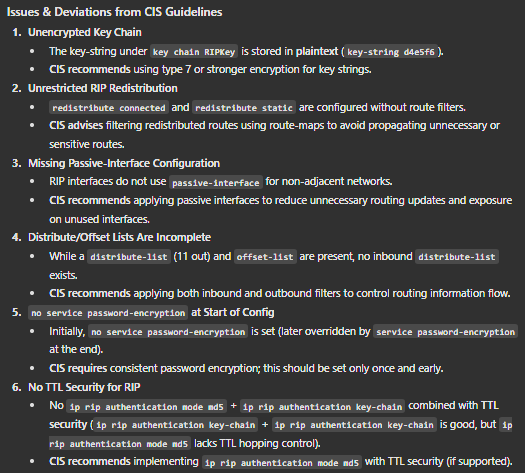 Issues & Deviations from CIS Guidelines
1. Unencrypted Key Chain
• The key-string under key chain RIPKey is stored in plaintext ( key-string d4e5f6 ).
• CIS recommends using type 7 or stronger encryption for key strings.
2. Unrestricted RIP Redistribution
• redistribute connected and redistribute static are configured without route filters.
• CIS advises filtering redistributed routes using route-maps to avoid propagating unnecessary or
sensitive routes.
3. Missing Passive-Interface Configuration
• RIP interfaces do not use passive-interface for non-adjacent networks.
• CIS recommends applying passive interfaces to reduce unnecessary routing updates and exposure
on unused interfaces.
4. Distribute/Offset Lists Are Incomplete
• While a distribute-list (11 out) and offset-list are present, no inbound distribute-list
exists.
• CIS recommends applying both inbound and outbound filters to control routing information flow.
5. no service password-encryption at Start of Config
• Initially, no service password-encryption is set (later overridden by service password-encryption
at the end).
• CIS requires consistent password encryption; this should be set only once and early.
6. No TTL Security for RIP
• No ip rip authentication mode md5 + ip rip authentication key-chain combined with TTL
security ( ip rip authentication key-chain + ip rip authentication key-chain is good, but ip
rip authentication mode md5 lacks TTL hopping control).
• CIS recommends implementing ip rip authentication mode md5 with TTL security (if supported).